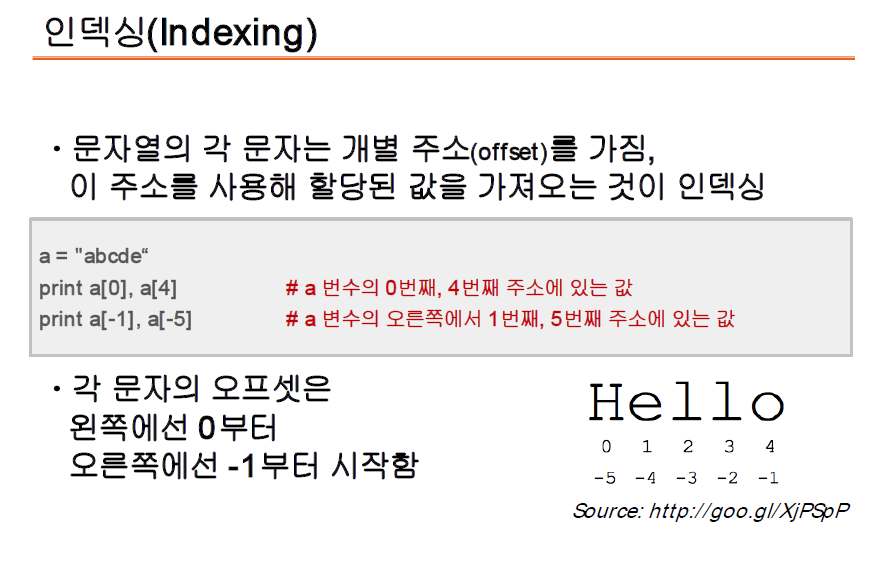 인덱싱(Indexing)
· 문자열의 각 문자는 개별 주소(offset)를 가짐,
이 주소를 사용해 할당된 값을 가져오는 것이 인덱싱
a = "abcde“
print a[0], a[4] # a 번수의 0번째, 4번째 주소에 있는 값
print a[-1], a[-5] # a 변수의 오른쪽에서 1번째, 5번째 주소에 있는 값
· 각 문자의 오프셋은
왼쪽에선 0부터
오른쪽에선 -1부터 시작함
Hello
0 1 2 3 4
-5 -4 -3 -2 -1
Source: http://goo.gl/XjPSpP